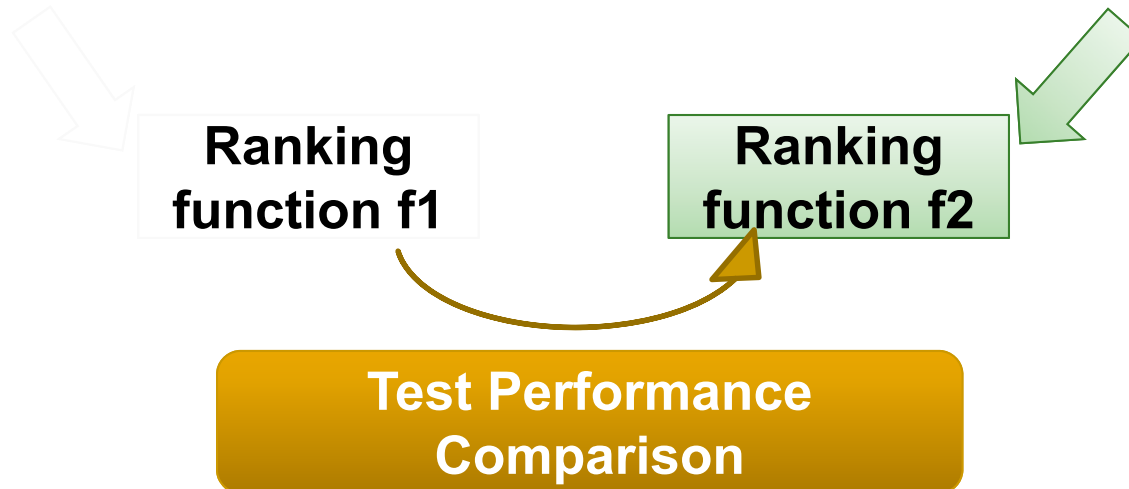 Ranking
function f1
Ranking
function f2
Test Performance
Comparison